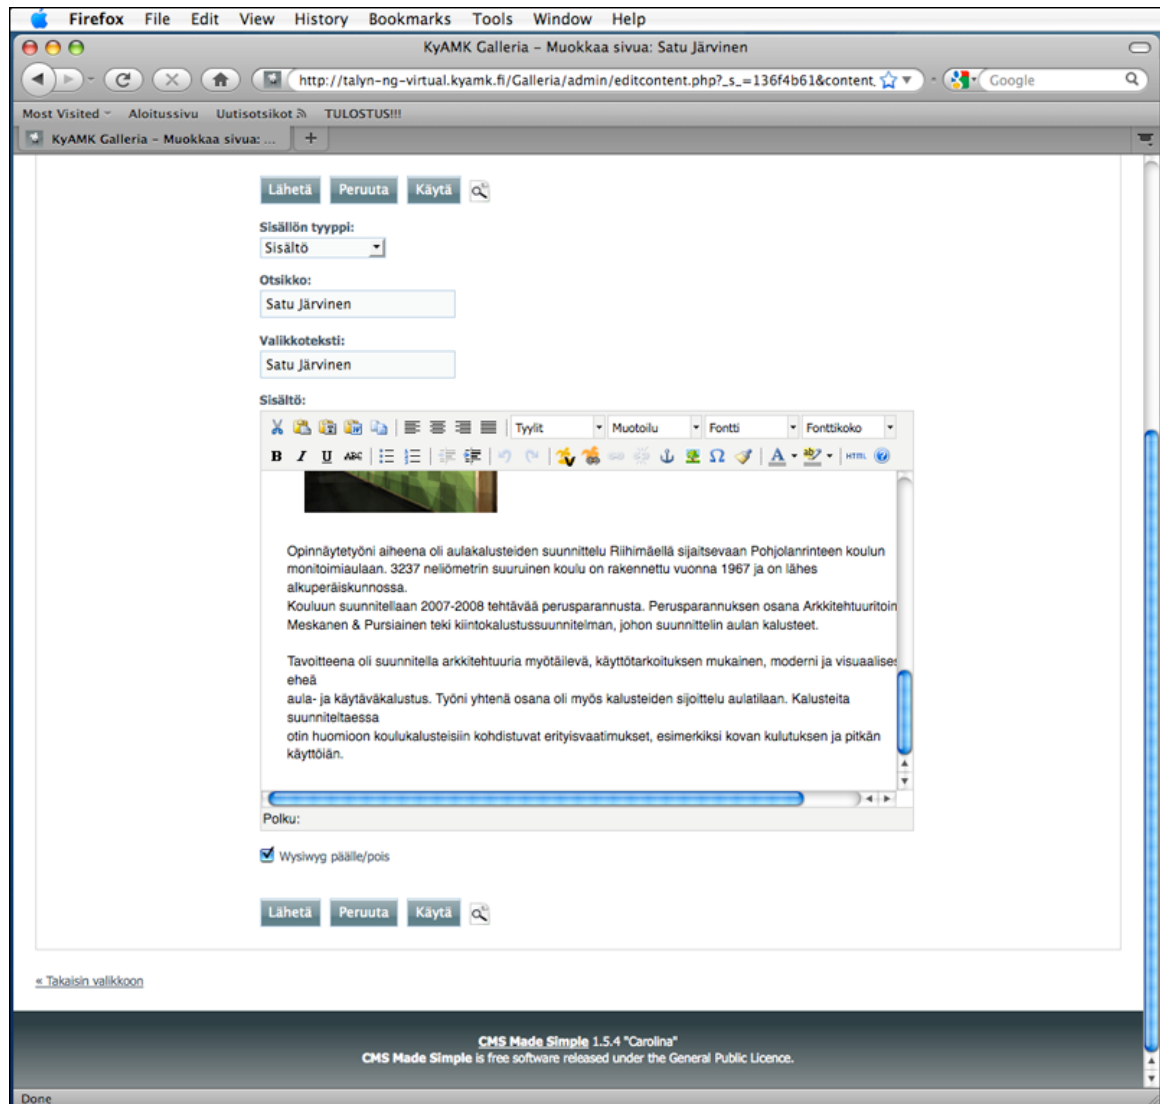 Firefox File Edit View History Bookmarks Tools Window Help
KyAMK Galleria – Muokkaa sivua: Satu Järvinen
http://talyn-ng-virtual.kyamk.fi/Galleria/admin/editcontent.php?_s_=136f4b61&content_
Google
Most Visited Aloitussivu Uutisotsikot TULOSTUS!!!
KyAMK Galleria – Muokkaa sivua: ... +
Lähetä Peruuta Käytä
Sisällön tyyppi:
Sisältö
Otsikko:
Satu Järvinen
Valikkoteksti:
Satu Järvinen
Sisältö:
Tyylit Muotoilu Fontti Fonttikoko
B I U ABC Ω A ab HTML ?
Opinnäytetyöni aiheena oli aulakalusteiden suunnittelu Riihimäellä sijaitsevaan Pohjolanrinteen koulun
monitoimiaulaan. 3237 neliömetrin suuruinen koulu on rakennettu vuonna 1967 ja on lähes
alkuperäiskunnossa.
Kouluun suunnitellaan 2007-2008 tehtävää perusparannusta. Perusparannuksen osana Arkkitehtuuritoin
Meskanen & Pursiainen teki kiintokalustussuunnitelman, johon suunnittelin aulan kalusteet.
Tavoitteena oli suunnitella arkkitehtuuria myötäilevä, käyttötarkoituksen mukainen, moderni ja visuaalises
eheä
aula- ja käytäväkalustus. Työni yhtenä osana oli myös kalusteiden sijoittelu aulatilaan. Kalusteita
suunniteltaessa
otin huomioon koulukalusteisiin kohdistuvat erityisvaatimukset, esimerkiksi kovan kulutuksen ja pitkän
käyttöiän.
Polku:
Wysiwyg päälle/pois
Lähetä Peruuta Käytä
« Takaisin valikkoon
CMS Made Simple 1.5.4 "Carolina"
CMS Made Simple is free software released under the General Public Licence.
Done